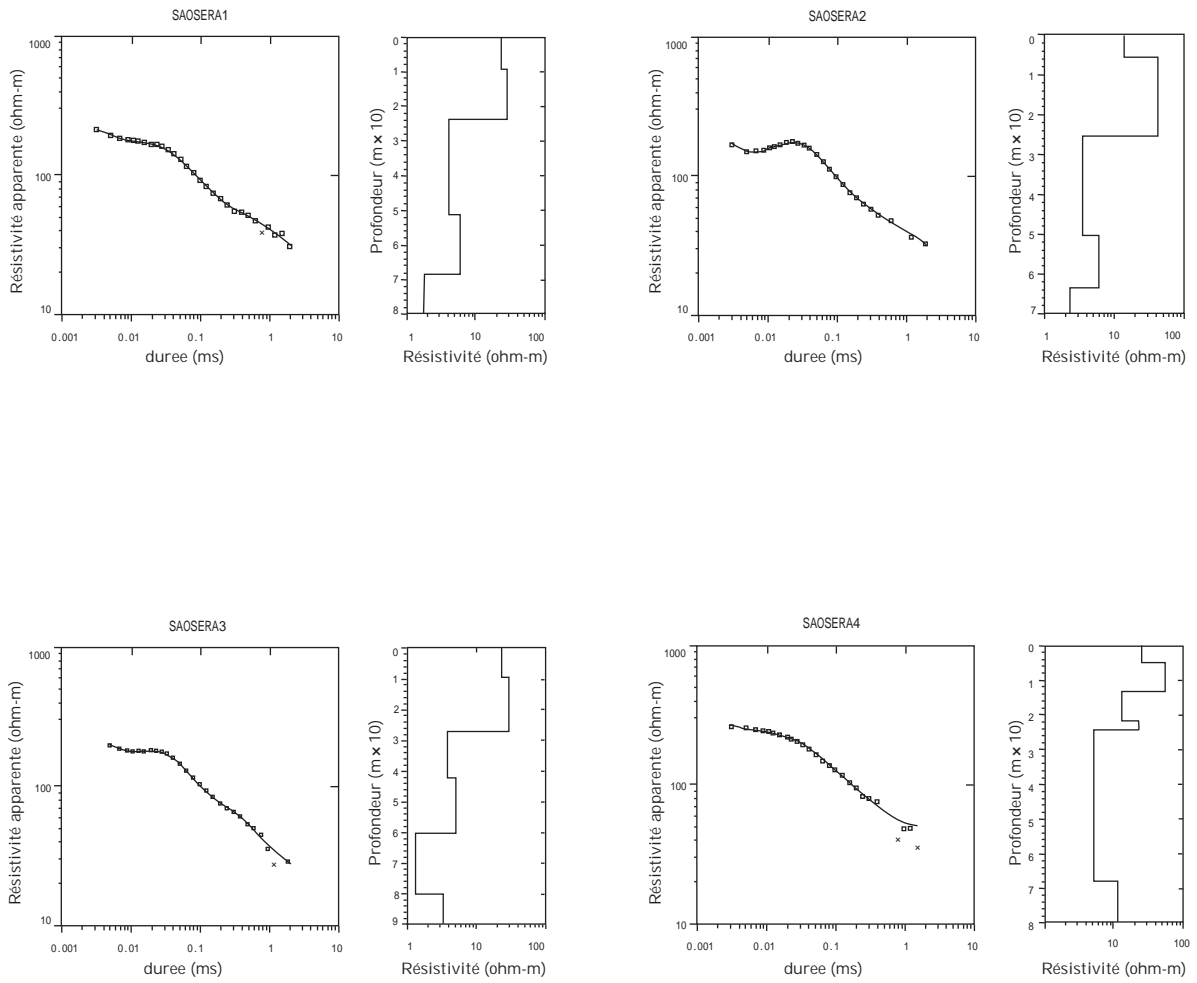 SAOSERA1
1000
100
10
Résistivité apparente (ohm-m)
0.001 0.01 0.1 1 10
duree (ms)
0
1
2
3
4
5
6
7
8
Profondeur (m x 10)
1 10 100
Résistivité (ohm-m)
SAOSERA2
1000
100
10
Résistivité apparente (ohm-m)
0.001 0.01 0.1 1 10
duree (ms)
0
1
2
3
4
5
6
7
Profondeur (m x 10)
1 10 100
Résistivité (ohm-m)
SAOSERA3
1000
100
10
Résistivité apparente (ohm-m)
0.001 0.01 0.1 1 10
duree (ms)
0
1
2
3
4
5
6
7
8
9
Profondeur (m x 10)
1 10 100
Résistivité (ohm-m)
SAOSERA4
1000
100
10
Résistivité apparente (ohm-m)
0.001 0.01 0.1 1 10
duree (ms)
0
1
2
3
4
5
6
7
8
Profondeur (m x 10)
1 10 100
Résistivité (ohm-m)